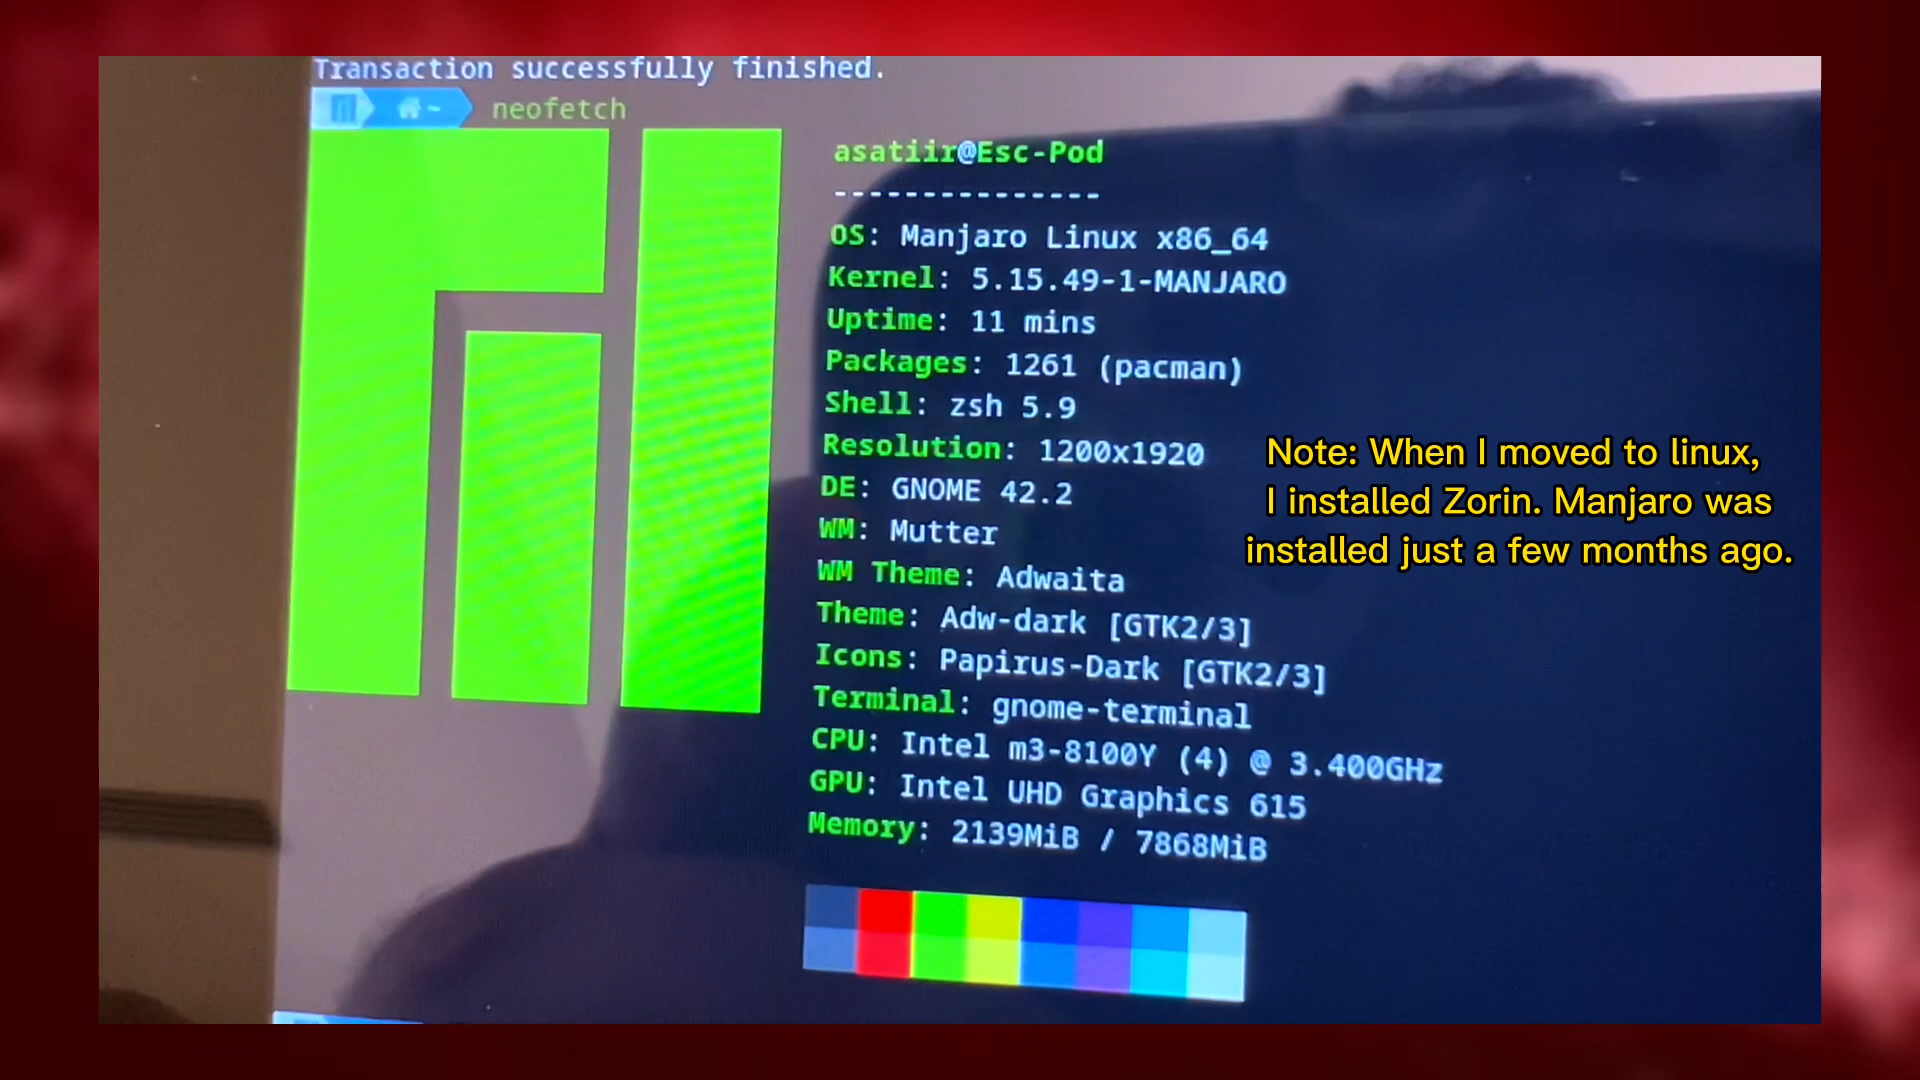 Transaction successfully finished.
~ neofetch
asatiir@Esc-Pod
---------------
OS: Manjaro Linux x86_64
Kernel: 5.15.49-1-MANJARO
Uptime: 11 mins
Packages: 1261 (pacman)
Shell: zsh 5.9
Resolution: 1200x1920
DE: GNOME 42.2
WM: Mutter
WM Theme: Adwaita
Theme: Adw-dark [GTK2/3]
Icons: Papirus-Dark [GTK2/3]
Terminal: gnome-terminal
CPU: Intel m3-8100Y (4) @ 3.400GHz
GPU: Intel UHD Graphics 615
Memory: 2139MiB / 7868MiB
Note: When I moved to linux,
I installed Zorin. Manjaro was
installed just a few months ago.